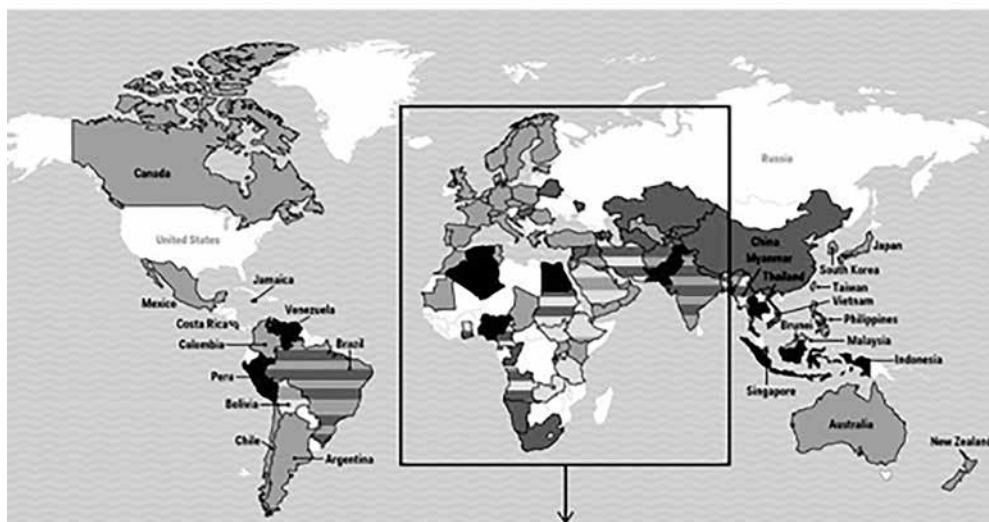 Canada
Russia
United States
China
Japan
Myanmar
South Korea
Jamaica
Thailand
Mexico
Taiwan
Venezuela
Vietnam
Costa Rica
Brunei
Philippines
Colombia
Brazil
Malaysia
Peru
Indonesia
Bolivia
Singapore
Australia
Chile
New Zealand
Argentina